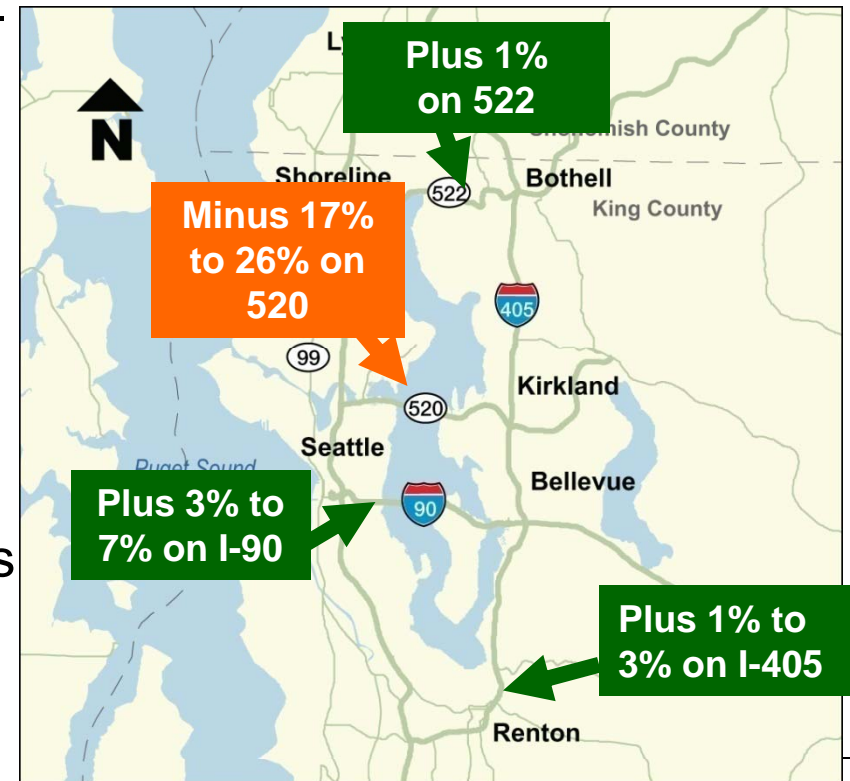 Plus 1%
on 522
N
County
Shoreline
522
Bothell
King County
Minus 17%
to 26% on
520
405
99
Kirkland
520
Seattle
Puget Sound
Bellevue
Plus 3% to
7% on I-90
90
s
Plus 1% to
3% on I-405
Renton